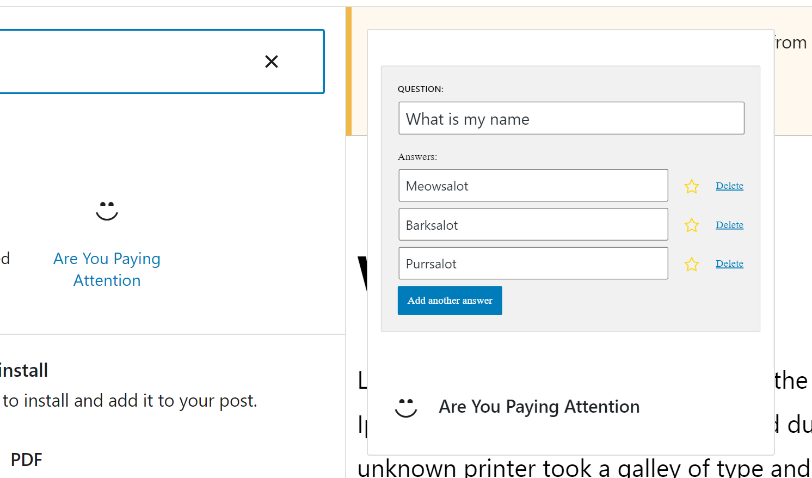 from
QUESTION:
What is my name
Answers:
Meowsalot
Delete
Barksalot
Delete
Purrsalot
Delete
Add another answer
d
Are You Paying
Attention
install
to install and add it to your post.
PDF
Are You Paying Attention
L
the
Ip
d du
unknown printer took a galley of type and